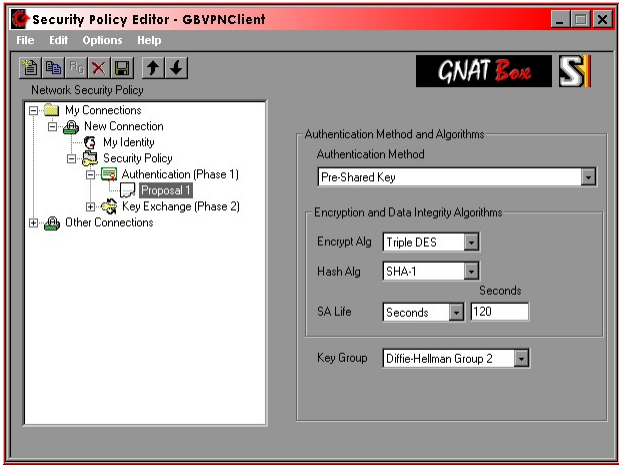 Security Policy Editor - GBVPNClient
File Edit Options Help
GNAT Box
Network Security Policy
My Connections
New Connection
My Identity
Security Policy
Authentication (Phase 1)
Proposal 1
Key Exchange (Phase 2)
Other Connections
Authentication Method and Algorithms
Authentication Method
Pre-Shared Key
Encryption and Data Integrity Algorithms
Encrypt Alg Triple DES
Hash Alg SHA-1
Seconds
SA Life Seconds 120
Key Group Diffie-Hellman Group 2